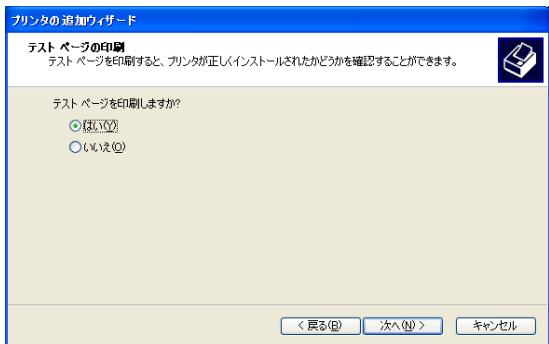 プリンタの追加ウィザード
テスト ページの印刷
テスト ページを印刷すると、プリンタが正しくインストールされたかどうかを確認することができます。
テスト ページを印刷しますか?
はい(Y)
いいえ(O)
< 戻る(B) 次へ(N) > キャンセル